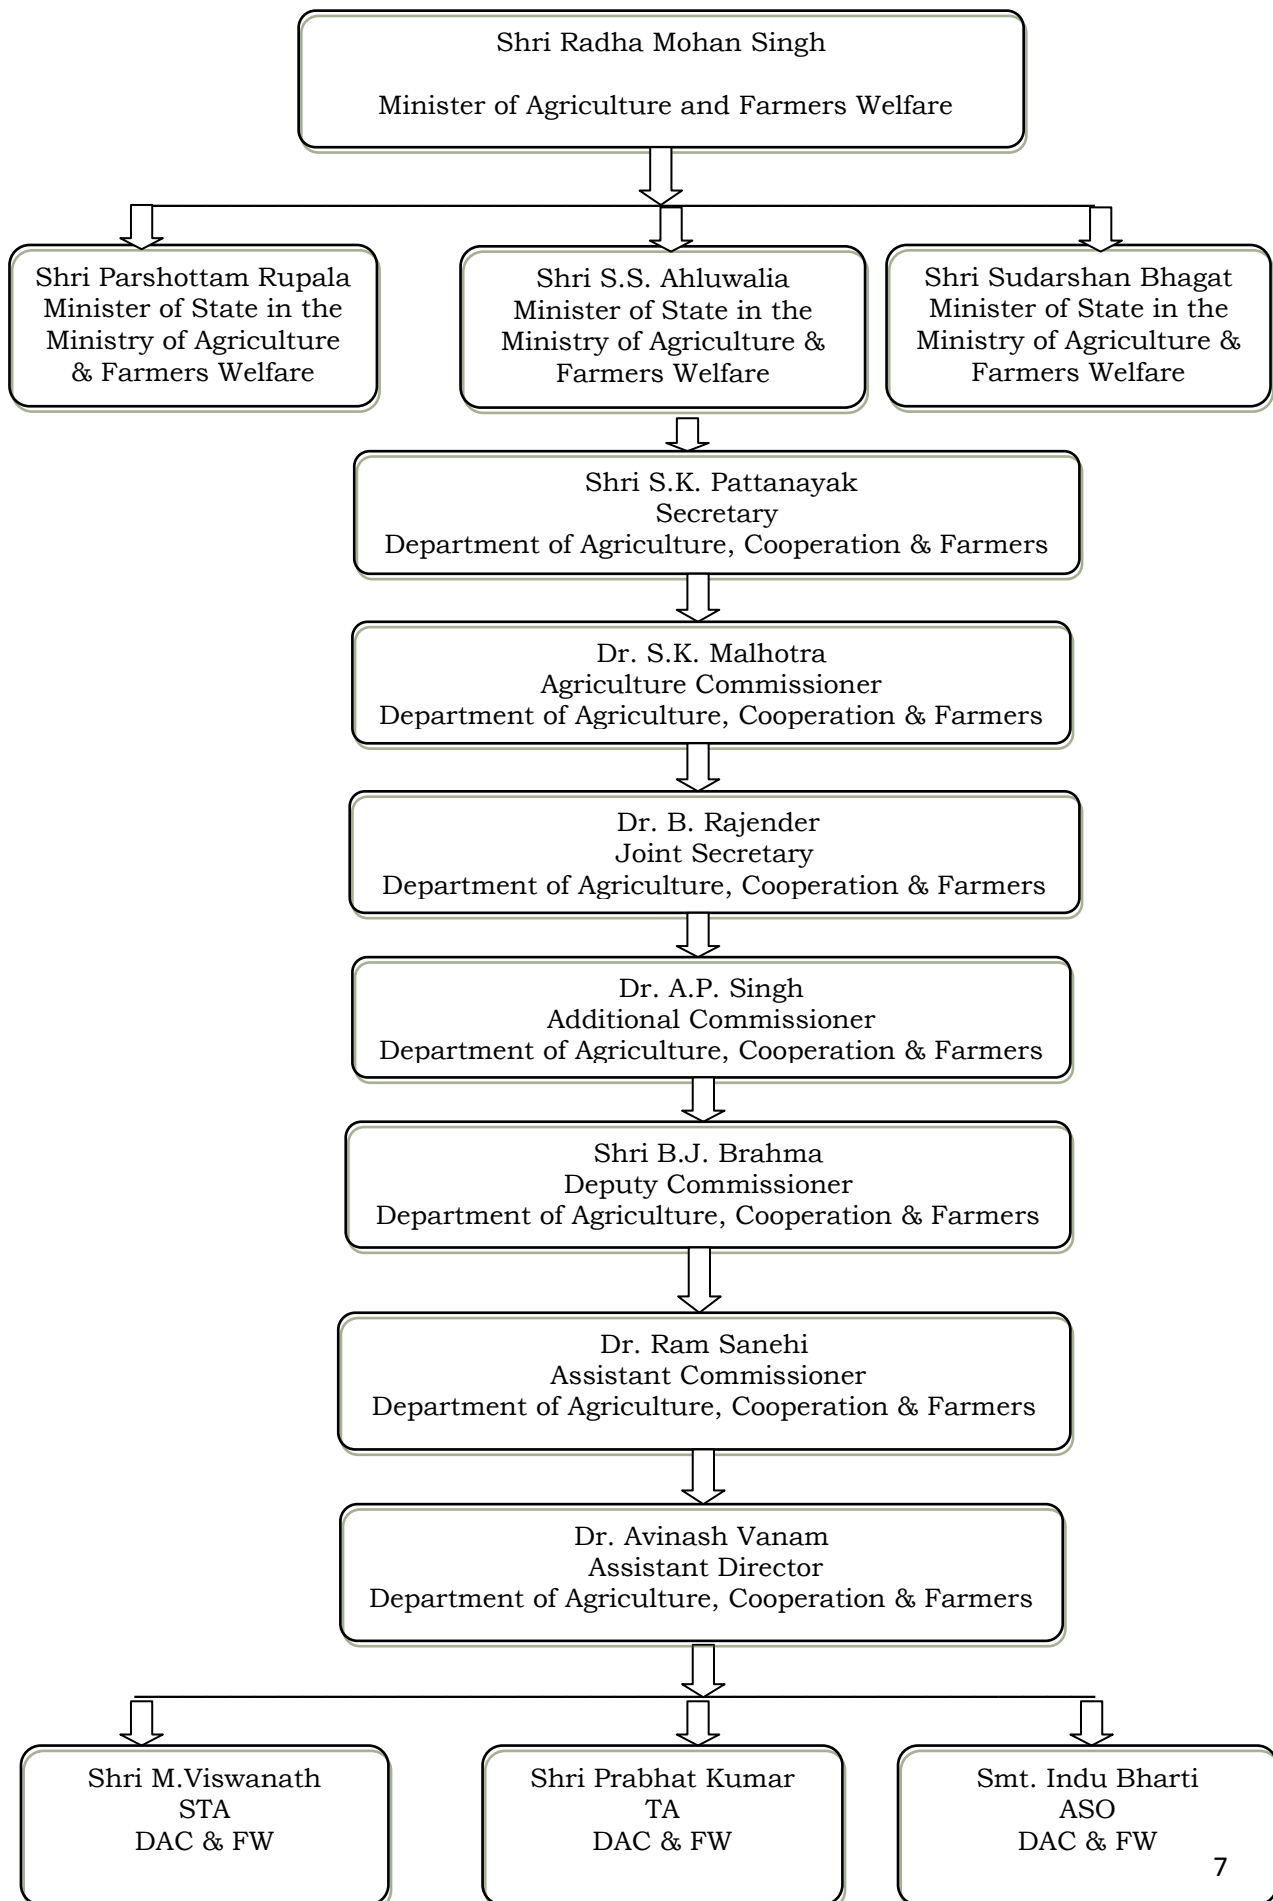 Shri Radha Mohan Singh
Minister of Agriculture and Farmers Welfare
Shri Parshottam Rupala
Minister of State in the
Ministry of Agriculture
& Farmers Welfare
Shri S.S. Ahluwalia
Minister of State in the
Ministry of Agriculture &
Farmers Welfare
Shri Sudarshan Bhagat
Minister of State in the
Ministry of Agriculture &
Farmers Welfare
Shri S.K. Pattanayak
Secretary
Department of Agriculture, Cooperation & Farmers
Dr. S.K. Malhotra
Agriculture Commissioner
Department of Agriculture, Cooperation & Farmers
Dr. B. Rajender
Joint Secretary
Department of Agriculture, Cooperation & Farmers
Dr. A.P. Singh
Additional Commissioner
Department of Agriculture, Cooperation & Farmers
Shri B.J. Brahma
Deputy Commissioner
Department of Agriculture, Cooperation & Farmers
Dr. Ram Sanehi
Assistant Commissioner
Department of Agriculture, Cooperation & Farmers
Dr. Avinash Vanam
Assistant Director
Department of Agriculture, Cooperation & Farmers
Shri M.Viswanath
STA
DAC & FW
Shri Prabhat Kumar
TA
DAC & FW
Smt. Indu Bharti
ASO
DAC & FW
7